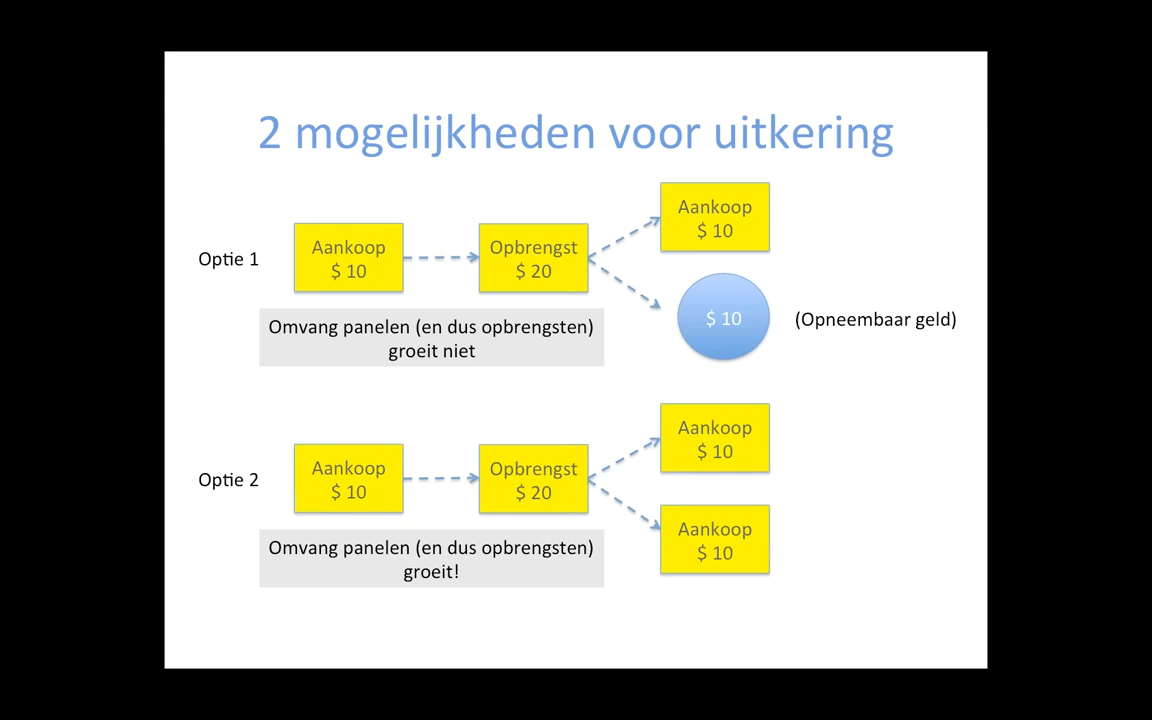 2 mogelijkheden voor uitkering
Optie 1
Aankoop
$ 10
Opbrengst
$ 20
Aankoop
$ 10
$ 10
(Opneembaar geld)
Omvang panelen (en dus opbrengsten)
groeit niet
Optie 2
Aankoop
$ 10
Opbrengst
$ 20
Aankoop
$ 10
Aankoop
$ 10
Omvang panelen (en dus opbrengsten)
groeit!